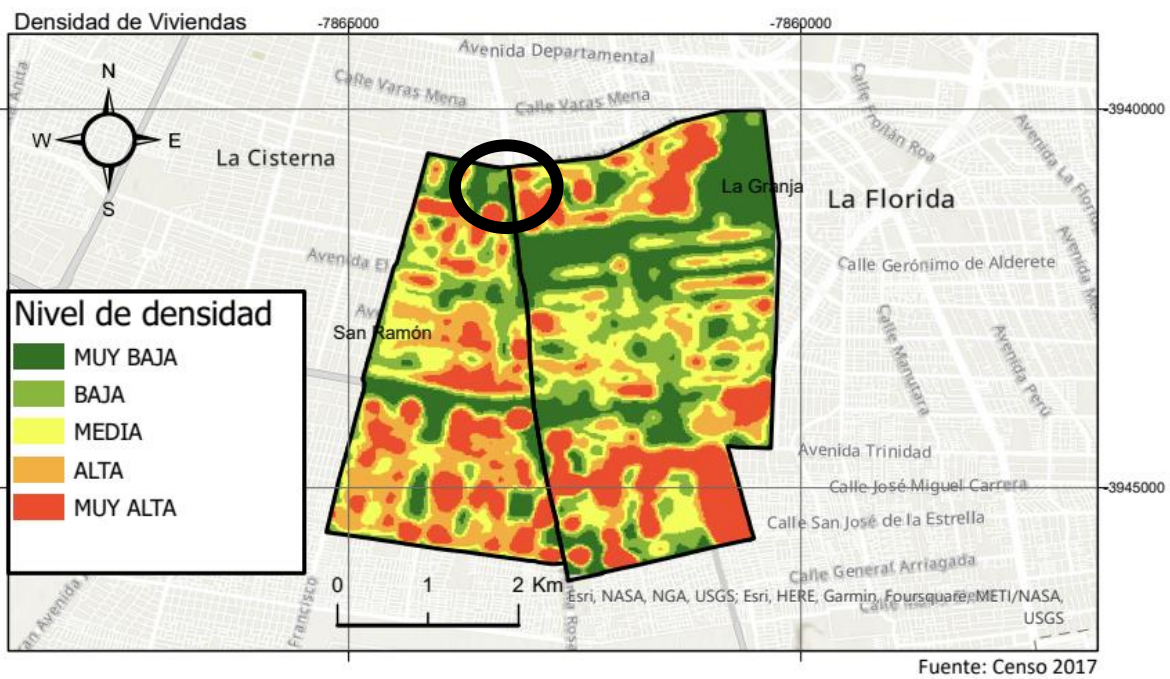 Densidad de Viviendas
-7865000
-7860000
Avenida Departamental
Calle Varas Mena
Calle Varas Mena
-3940000
N
W
E
S
La Cisterna
Calle Froilán Roa
La Granja
La Florida
Avenida El
Calle Gerónimo de Alderete
Nivel de densidad
MUY BAJA
BAJA
MEDIA
ALTA
MUY ALTA
San Ramón
Calle Manutara
Avenida Perú
Avenida Trinidad
Calle José Miguel Carrera
-3945000
Calle San José de la Estrella
Calle General Arriagada
0
1
2 Km
Francisco
Esri, NASA, NGA, USGS; Esri, HERE, Garmin, Foursquare, METI/NASA,
USGS
Fuente: Censo 2017